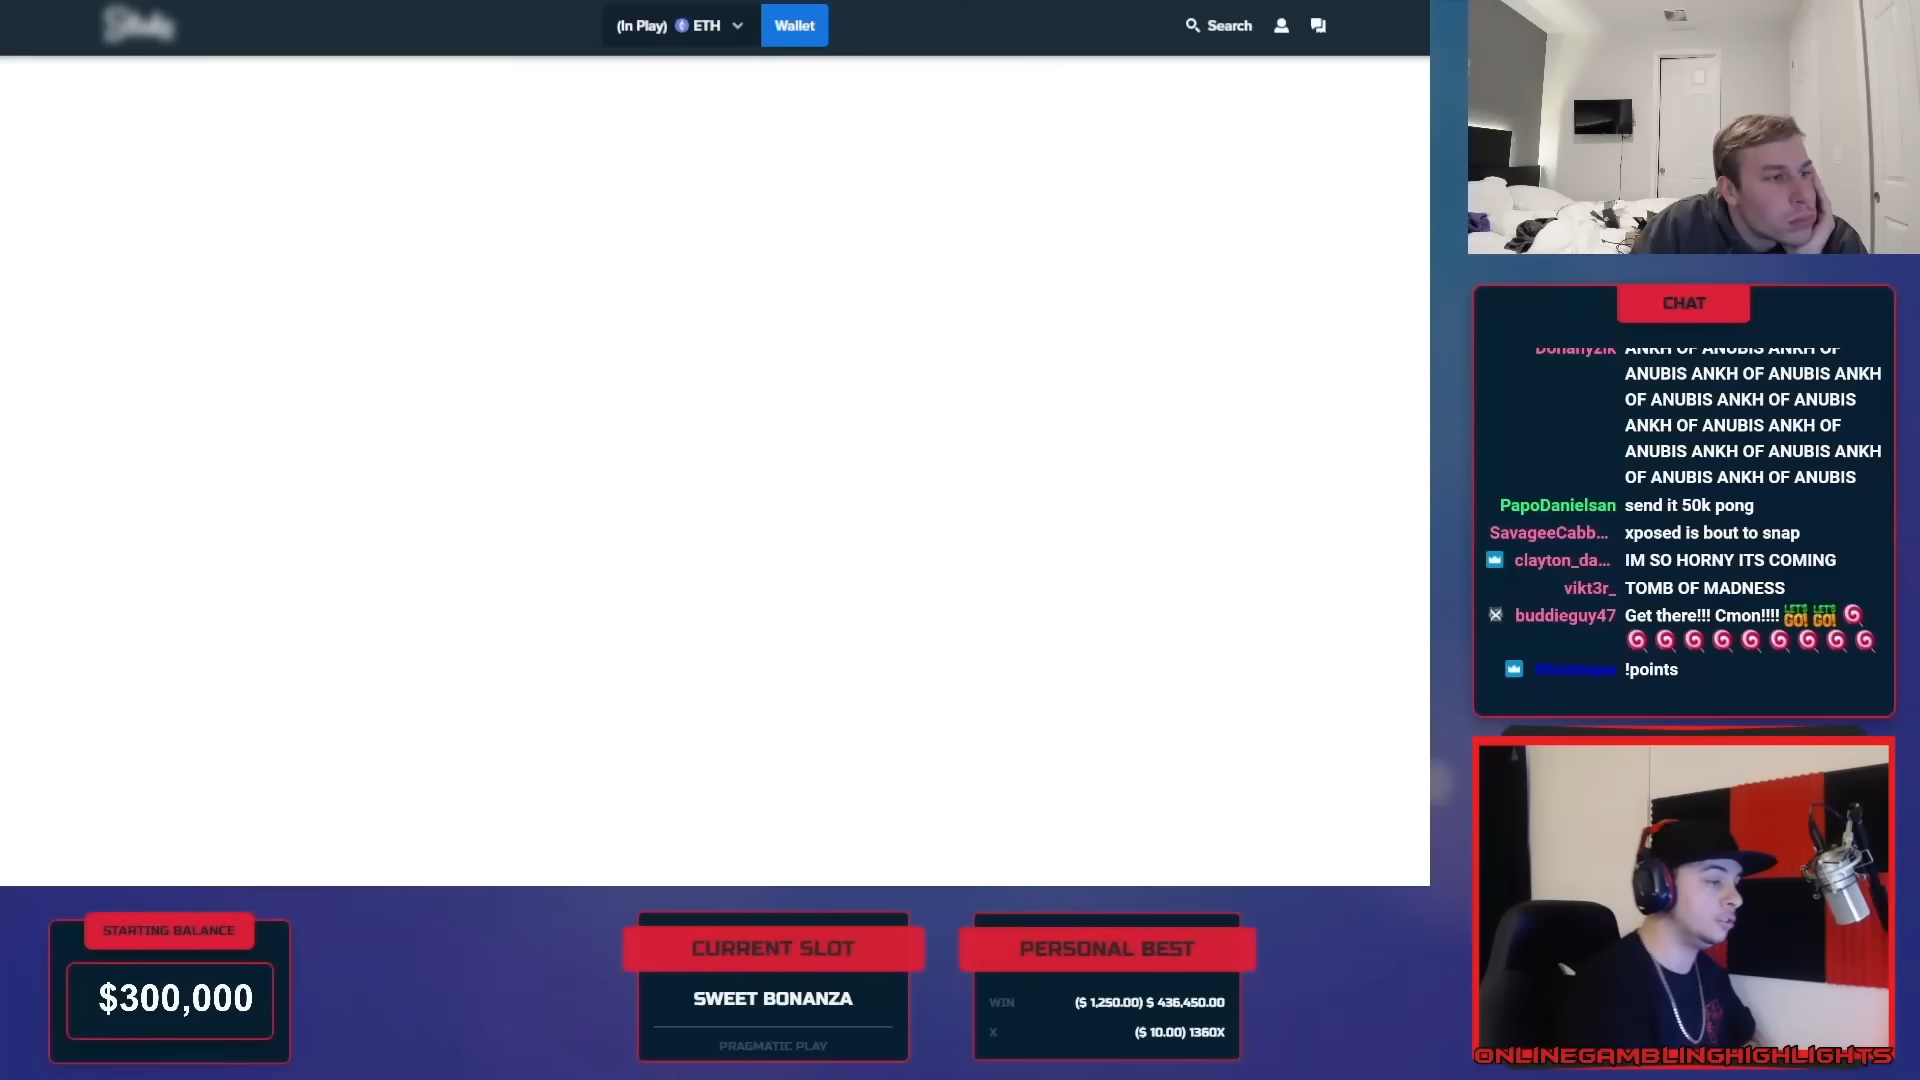 (In Play) ETH
Wallet
Search
CHAT
Donanyzik ANKH OF ANUBIS ANKH OF
ANUBIS ANKH OF ANUBIS ANKH
OF ANUBIS ANKH OF ANUBIS
ANKH OF ANUBIS ANKH OF
ANUBIS ANKH OF ANUBIS ANKH
OF ANUBIS ANKH OF ANUBIS
PapoDanielsan send it 50k pong
SavageeCabb... xposed is bout to snap
clayton_da... IM SO HORNY ITS COMING
vikt3r_ TOMB OF MADNESS
buddieguy47 Get there!!! Cmon!!!! LET'S GO! LET'S GO!
!points
STARTING BALANCE
$300,000
CURRENT SLOT
SWEET BONANZA
PRAGMATIC PLAY
PERSONAL BEST
WIN ($ 1,250.00) $ 436,450.00
X ($ 10.00) 1360X
ONLINEGAMBLINGHIGHLIGHTS